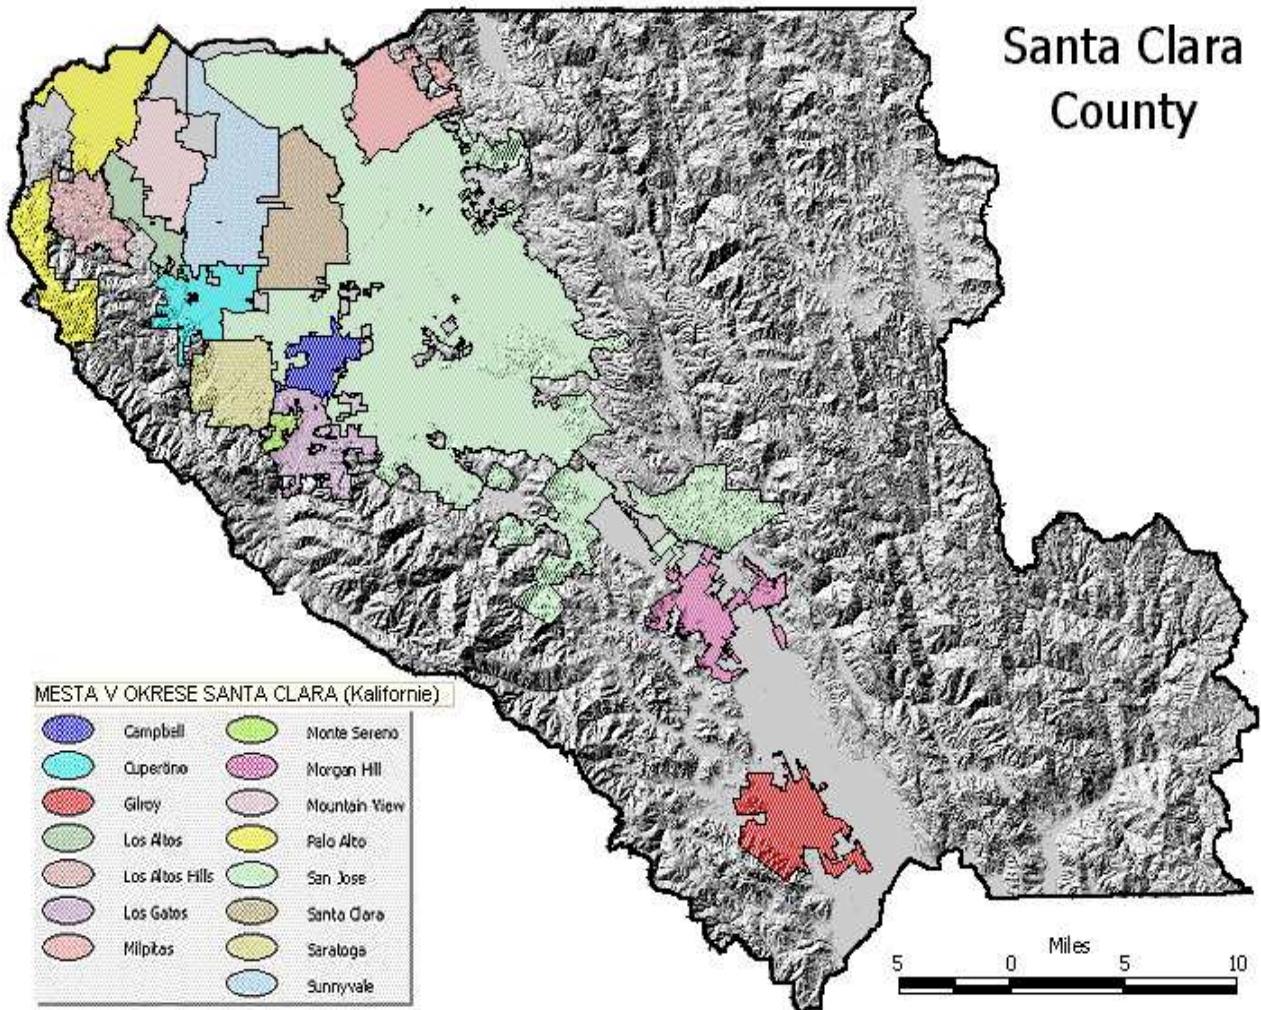 Santa Clara
County
MESTA V OKRESE SANTA CLARA (Kalifornie)
Campbell
Monte Sereno
Cupertino
Morgan Hill
Gilroy
Mountain View
Los Altos
Palo Alto
Los Altos Hills
San Jose
Los Gatos
Santa Clara
Milpitas
Saratoga
Sunnyvale
Miles
5 0 5 10